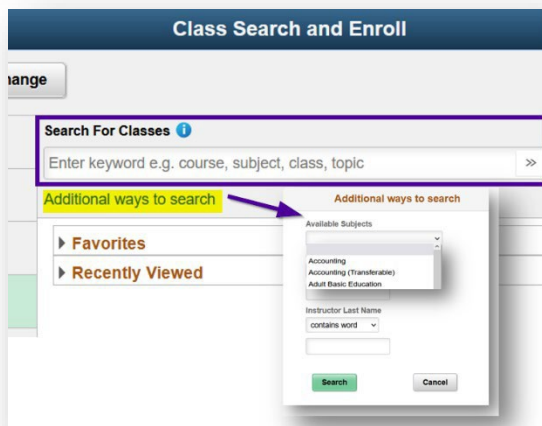 Class Search and Enroll
hange
Search For Classes
Enter keyword e.g. course, subject, class, topic
Additional ways to search
Favorites
Recently Viewed
Additional ways to search
Available Subjects
Accounting
Accounting (Transferable)
Adult Basic Education
Instructor Last Name
contains word
Search Cancel